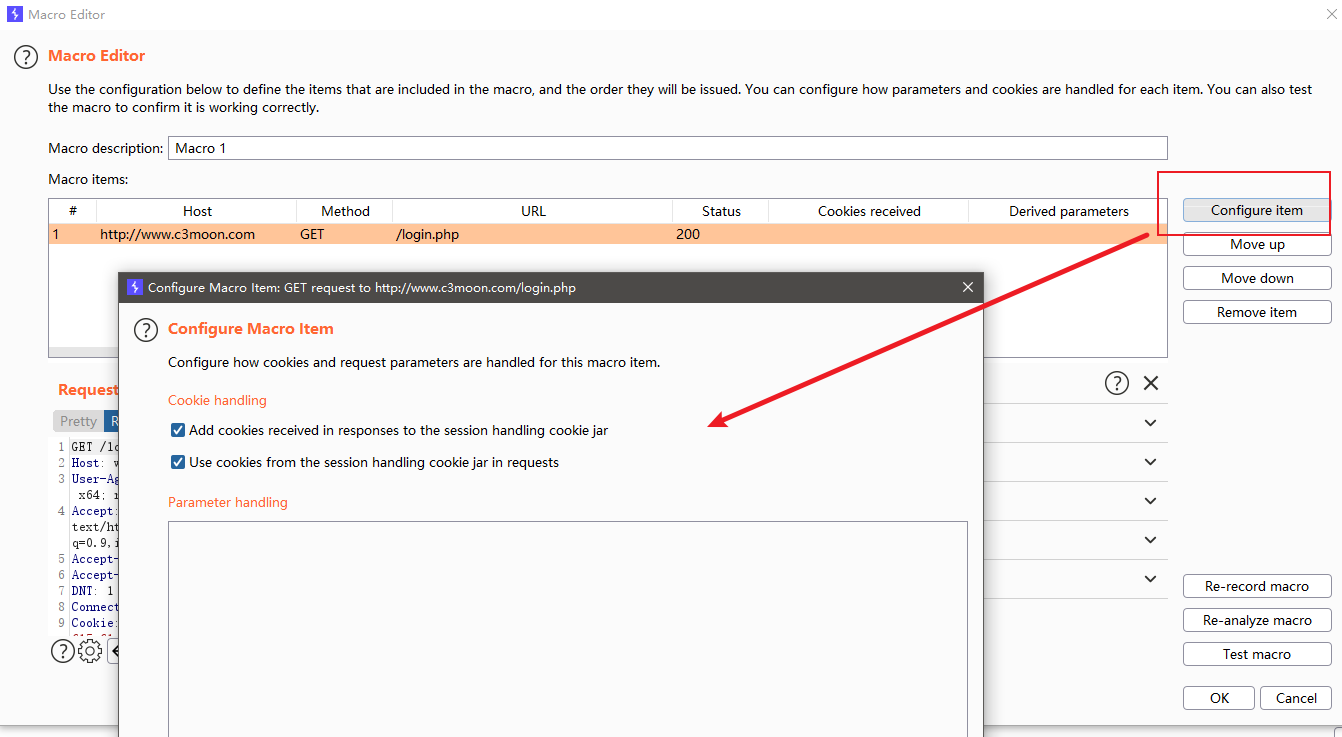 Macro Editor
Macro Editor
Use the configuration below to define the items that are included in the macro, and the order they will be issued. You can configure how parameters and cookies are handled for each item. You can also test
the macro to confirm it is working correctly.
Macro description: Macro 1
Macro items:
# Host Method URL Status Cookies received Derived parameters
1 http://www.c3moon.com GET /login.php 200
Configure item
Move up
Move down
Remove item
Configure Macro Item: GET request to http://www.c3moon.com/login.php
Configure Macro Item
Configure how cookies and request parameters are handled for this macro item.
Cookie handling
Add cookies received in responses to the session handling cookie jar
Use cookies from the session handling cookie jar in requests
Parameter handling
Request
Pretty R
1 GET /lo
2 Host: w
3 User-Ag
x64; r
4 Accept:
text/ht
q=0.9,i
5 Accept-
6 Accept-
7 DNT: 1
8 Connect
9 Cookie:
Re-record macro
Re-analyze macro
Test macro
OK Cancel